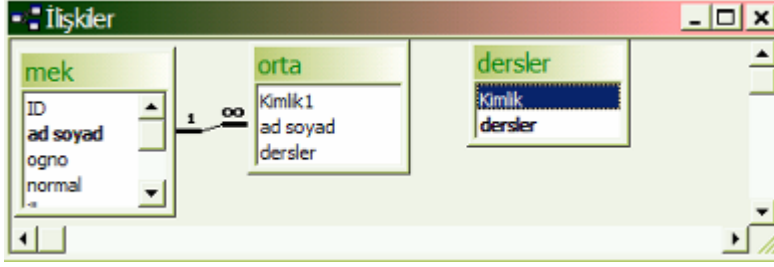 İlişkiler
mek
ID
ad soyad
ogno
normal
1
∞
orta
Kimlik1
ad soyad
dersler
dersler
Kimlik
dersler